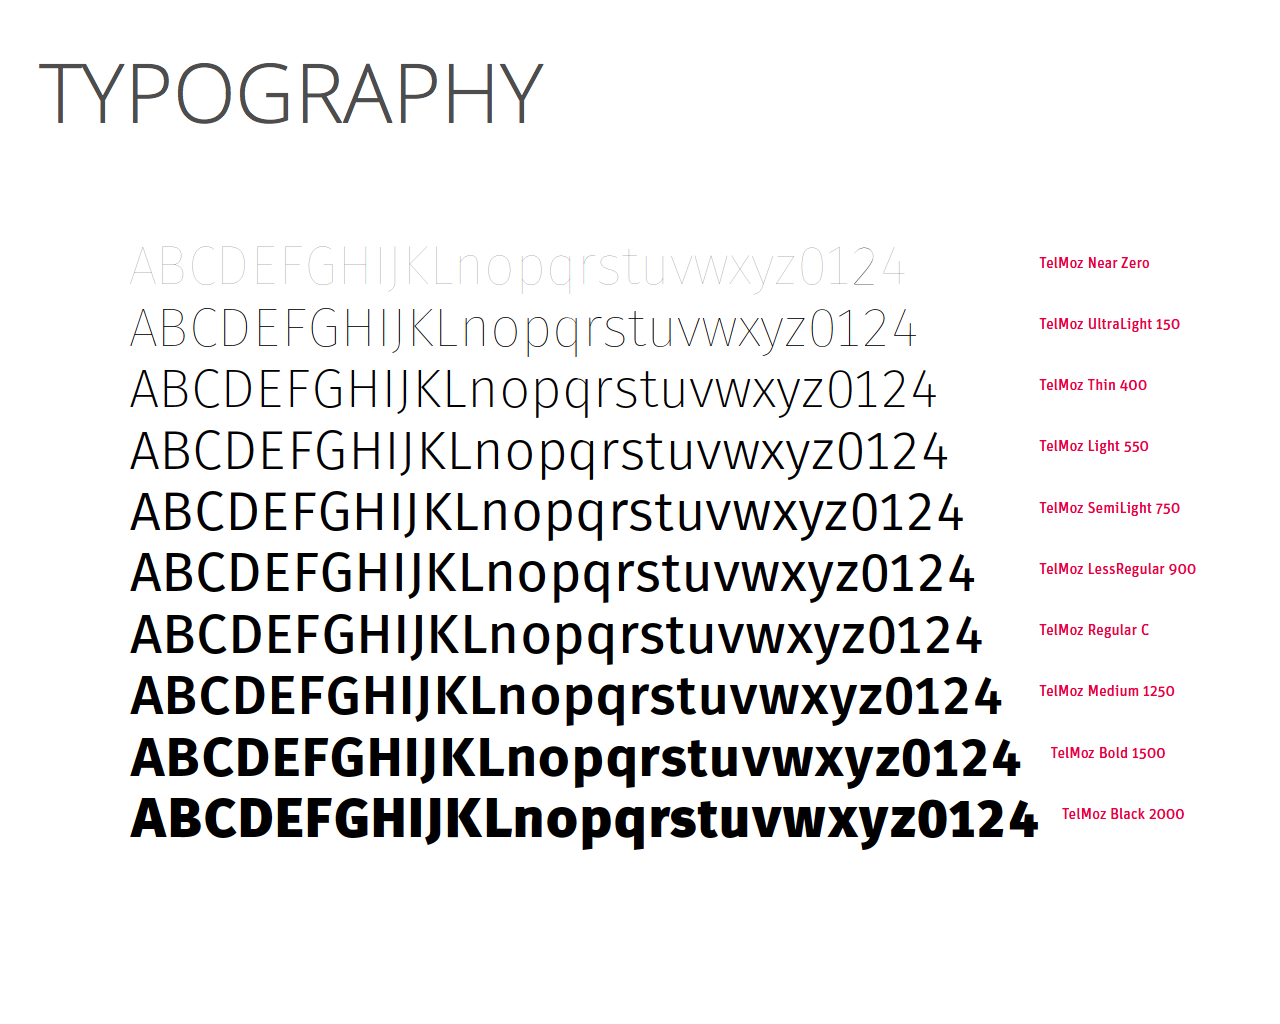 TYPOGRAPHY
ABCDEFGHIJKLnopqrstuvwxyz0124 TelMoz Near Zero
ABCDEFGHIJKLnopqrstuvwxyz0124 TelMoz UltraLight 150
ABCDEFGHIJKLnopqrstuvwxyz0124 TelMoz Thin 400
ABCDEFGHIJKLnopqrstuvwxyz0124 TelMoz Light 550
ABCDEFGHIJKLnopqrstuvwxyz0124 TelMoz SemiLight 750
ABCDEFGHIJKLnopqrstuvwxyz0124 TelMoz LessRegular 900
ABCDEFGHIJKLnopqrstuvwxyz0124 TelMoz Regular C
ABCDEFGHIJKLnopqrstuvwxyz0124 TelMoz Medium 1250
ABCDEFGHIJKLnopqrstuvwxyz0124 TelMoz Bold 1500
ABCDEFGHIJKLnopqrstuvwxyz0124 TelMoz Black 2000